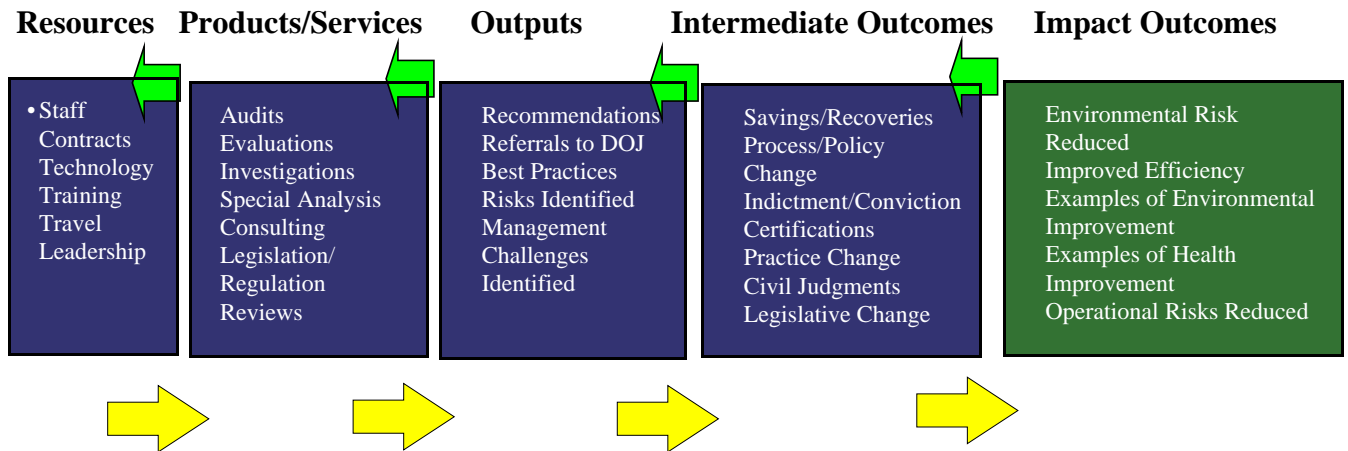 Resources Products/Services Outputs Intermediate Outcomes Impact Outcomes
• Staff
Contracts
Technology
Training
Travel
Leadership
Audits
Evaluations
Investigations
Special Analysis
Consulting
Legislation/
Regulation
Reviews
Recommendations
Referrals to DOJ
Best Practices
Risks Identified
Management
Challenges
Identified
Savings/Recoveries
Process/Policy
Change
Indictment/Conviction
Certifications
Practice Change
Civil Judgments
Legislative Change
Environmental Risk
Reduced
Improved Efficiency
Examples of Environmental
Improvement
Examples of Health
Improvement
Operational Risks Reduced